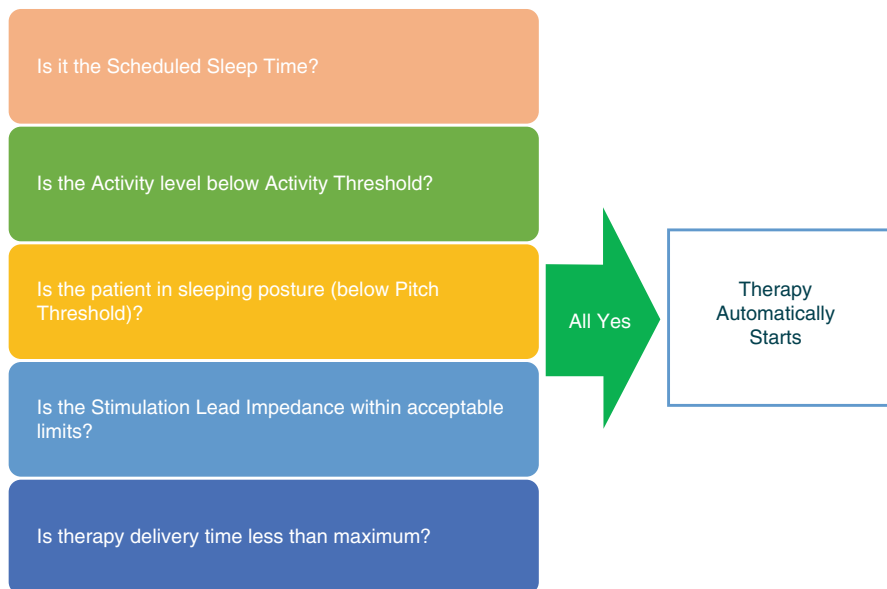 Is it the Scheduled Sleep Time?
Is the Activity level below Activity Threshold?
Is the patient in sleeping posture (below Pitch
Threshold)?
Is the Stimulation Lead Impedance within acceptable
limits?
Is therapy delivery time less than maximum?
All Yes
Therapy
Automatically
Starts